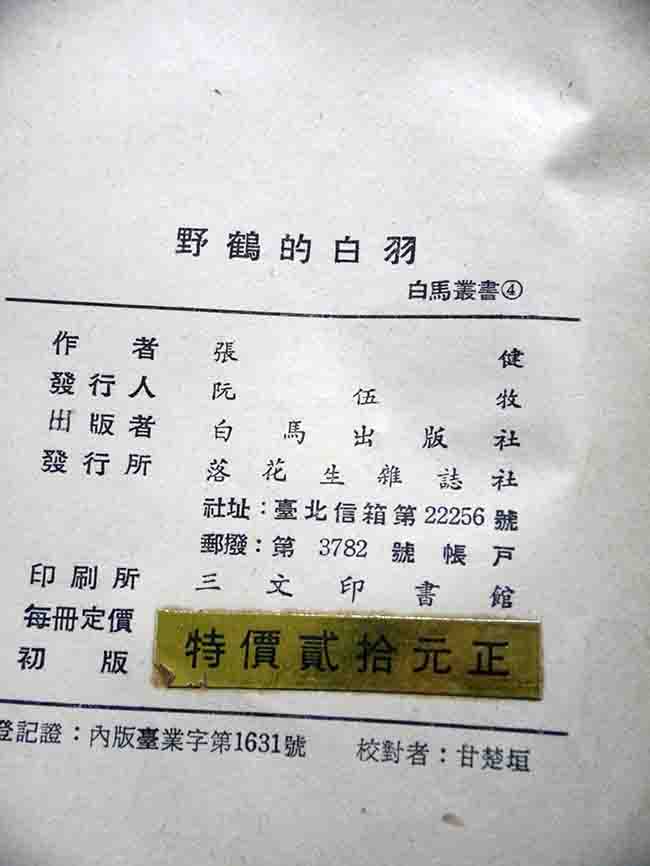 野鶴的白羽
白馬叢書④
作者 張健
發行人 阮伍牧
出版者 白馬出版社
發行所 落花生雜誌社
社址：臺北信箱第22256號
郵撥：第3782號帳戶
印刷所 三文印書館
每冊定價
特價貳拾元正
初版
登記證：內版臺業字第1631號 校對者：甘楚垣